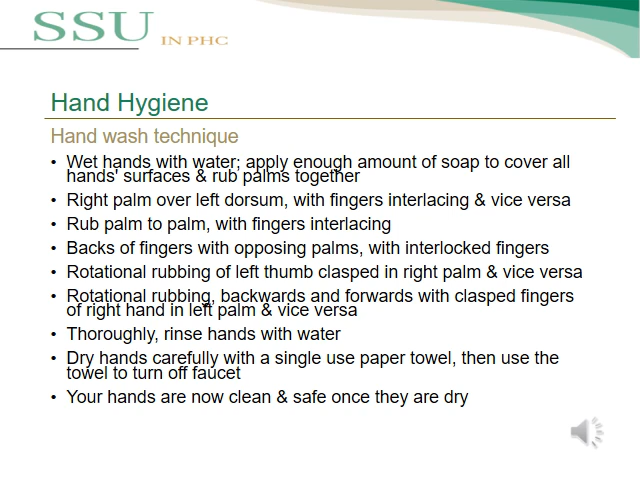 SSU IN PHC
Hand Hygiene
Hand wash technique
• Wet hands with water; apply enough amount of soap to cover all
hands' surfaces & rub palms together
• Right palm over left dorsum, with fingers interlacing & vice versa
• Rub palm to palm, with fingers interlacing
• Backs of fingers with opposing palms, with interlocked fingers
• Rotational rubbing of left thumb clasped in right palm & vice versa
• Rotational rubbing, backwards and forwards with clasped fingers
of right hand in left palm & vice versa
• Thoroughly, rinse hands with water
• Dry hands carefully with a single use paper towel, then use the
towel to turn off faucet
• Your hands are now clean & safe once they are dry